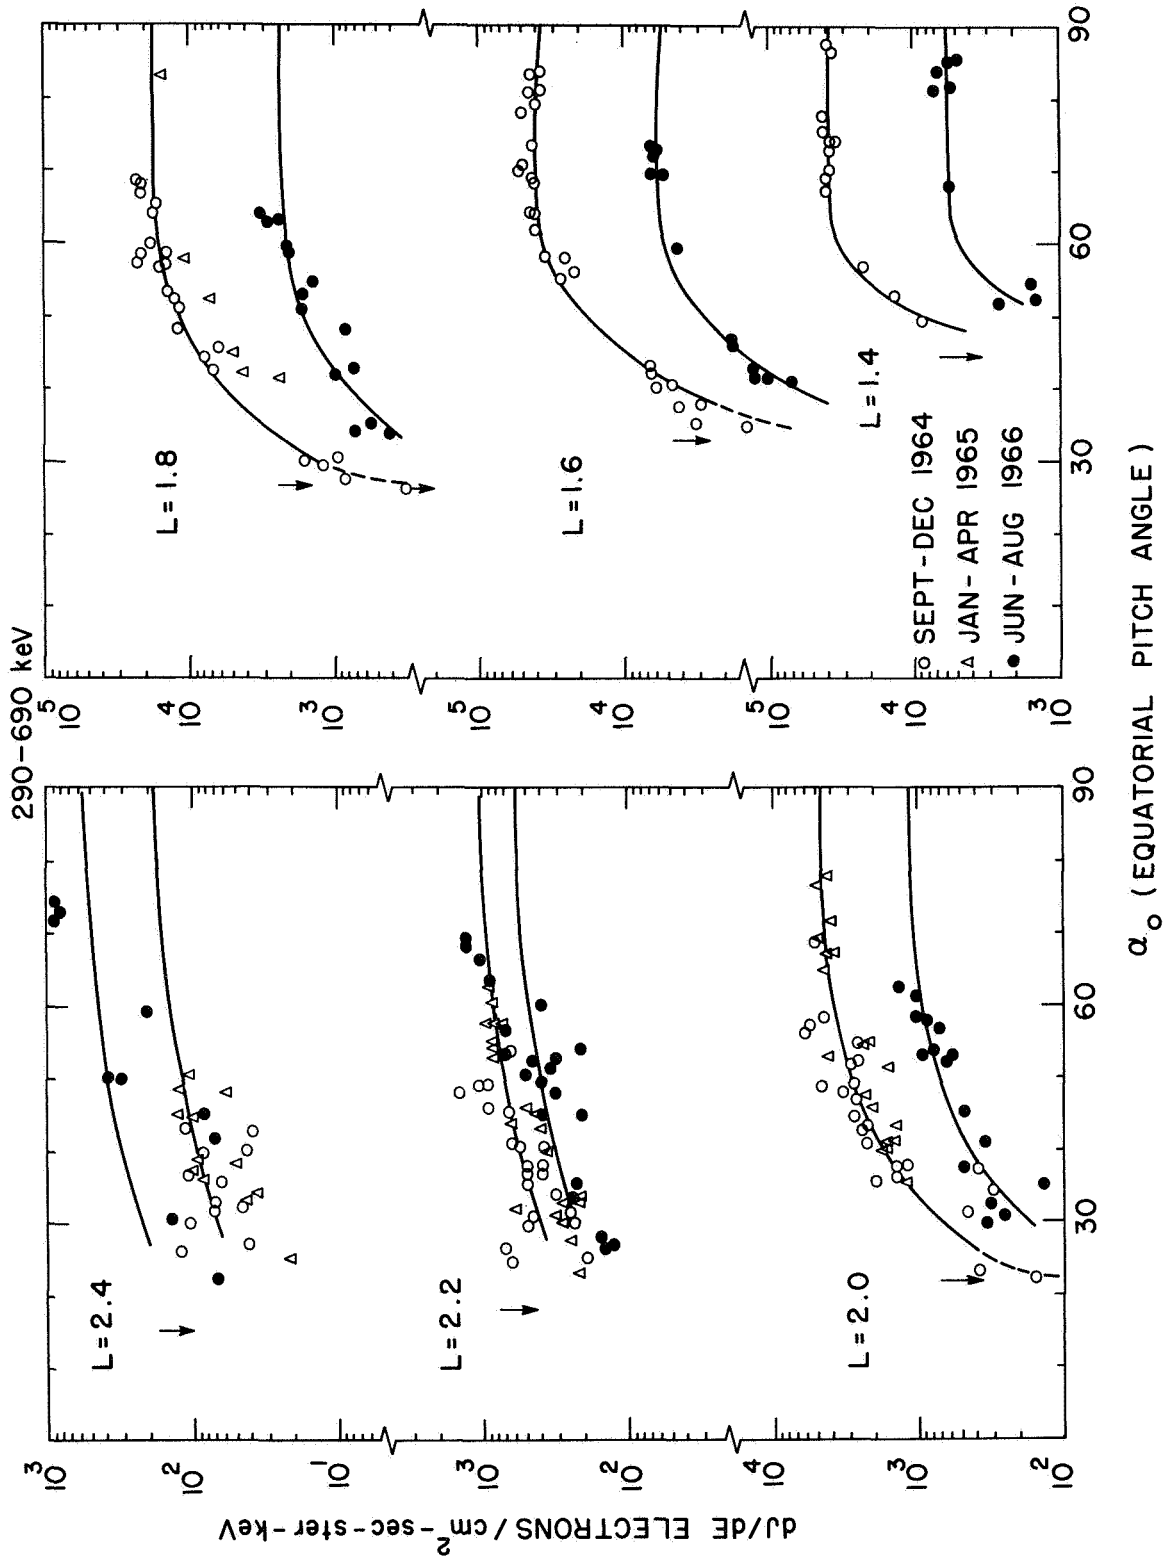 290-690 keV
dJ/dE ELECTRONS/cm²-sec-ster-keV
10³
10²
10¹
L=2.4
10³
10²
L=2.2
10⁴
10³
10²
L=2.0
30
60
90
10⁵
10⁴
10³
L=1.8
10⁵
10⁴
L=1.6
10⁵
10⁴
10³
L=1.4
○ SEPT-DEC 1964
△ JAN-APR 1965
● JUN-AUG 1966
30
60
90
α₀ (EQUATORIAL PITCH ANGLE)